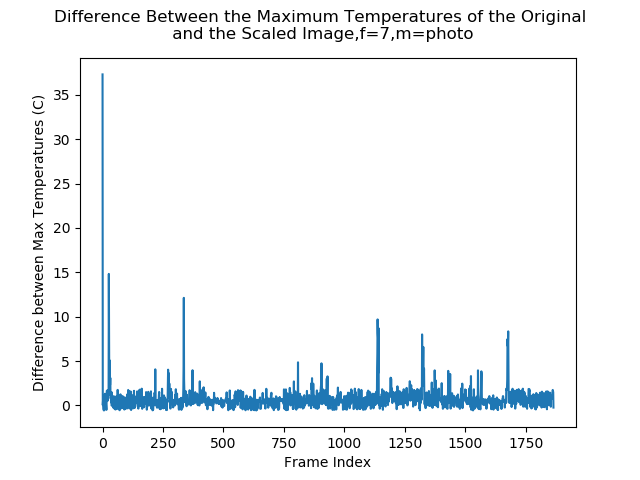 Difference Between the Maximum Temperatures of the Original
and the Scaled Image,f=7,m=photo
Difference between Max Temperatures (C)
35
30
25
20
15
10
5
0
0 250 500 750 1000 1250 1500 1750
Frame Index